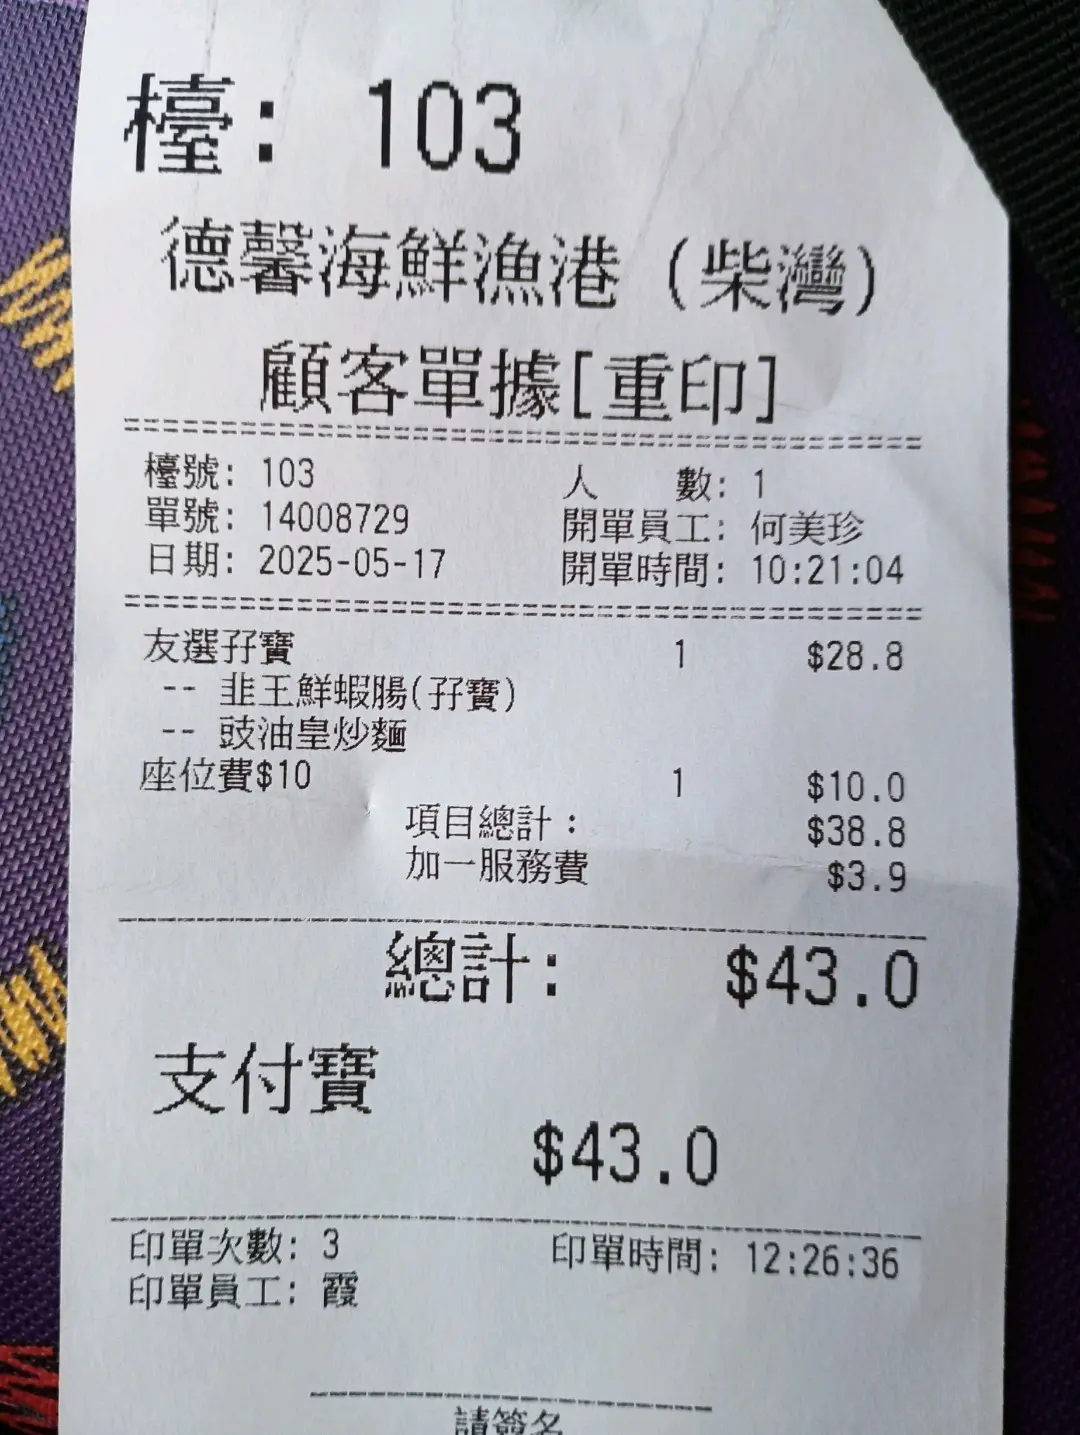 檯: 103
德馨海鮮漁港 (柴灣)
顧客單據[重印]
檯號: 103 人 數: 1
單號: 14008729 開單員工: 何美珍
日期: 2025-05-17 開單時間: 10:21:04
友選孖寶 1 $28.8
-- 韭王鮮蝦腸(孖寶)
-- 豉油皇炒麵
座位費$10 1 $10.0
項目總計: $38.8
加一服務費 $3.9
總計: $43.0
支付寶
$43.0
印單次數: 3 印單時間: 12:26:36
印單員工: 霞
請簽名